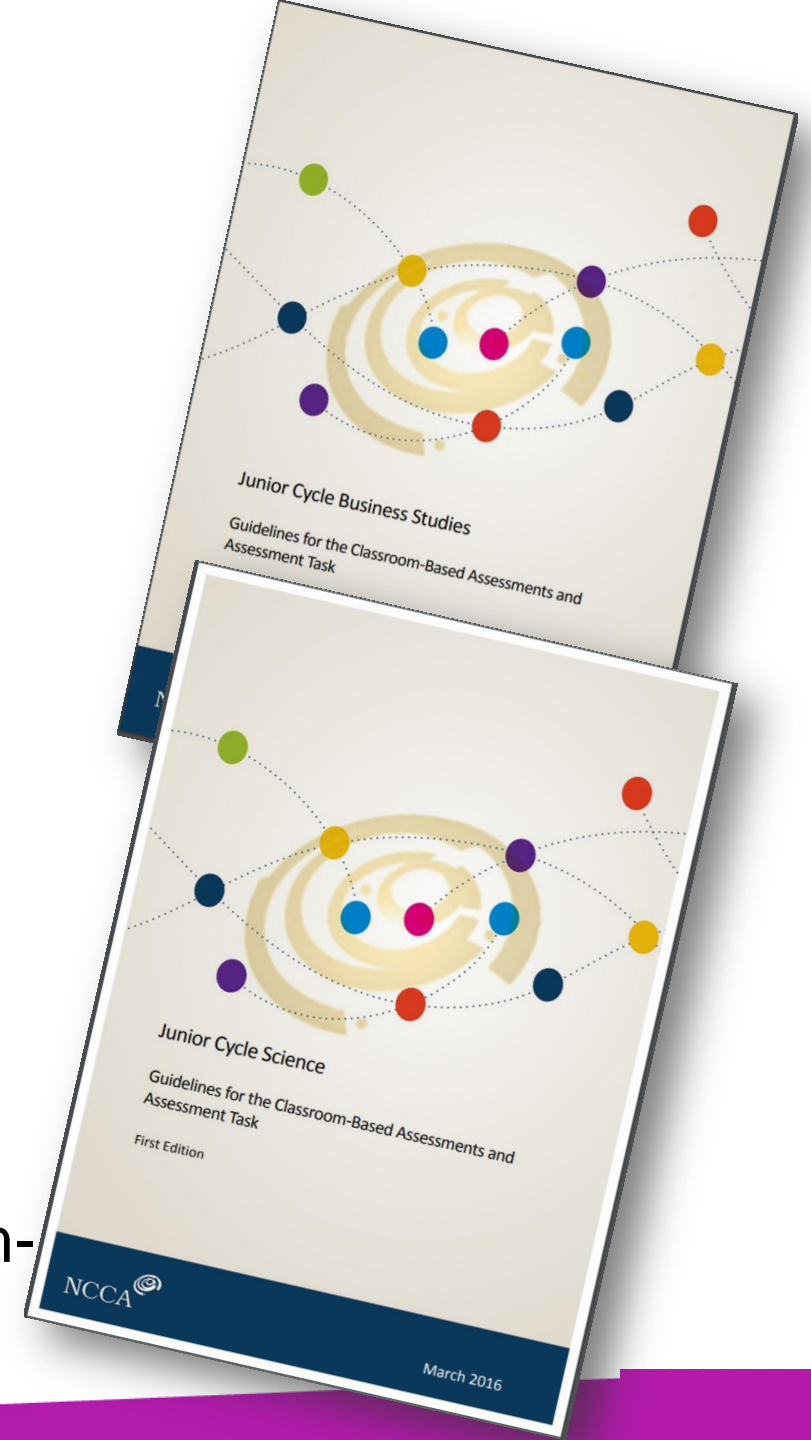 Junior Cycle Business Studies
Guidelines for the Classroom-Based Assessments and
Assessment Task
N
Junior Cycle Science
Guidelines for the Classroom-Based Assessments and
Assessment Task
First Edition
n-
NCCA
March 2016